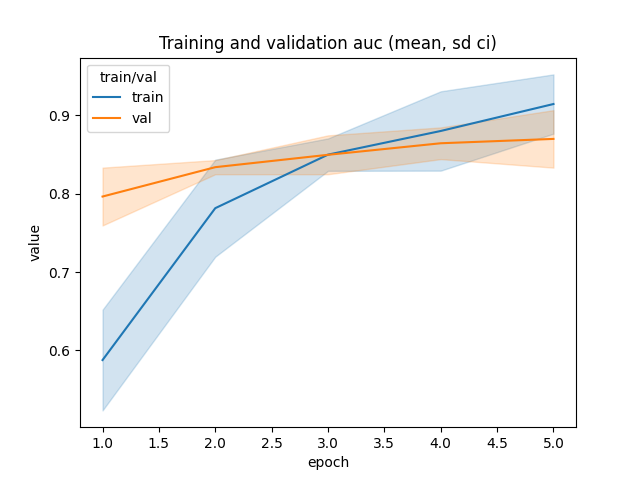 Training and validation auc (mean, sd ci)
train/val
train
val
0.9
0.8
0.7
0.6
value
1.0 1.5 2.0 2.5 3.0 3.5 4.0 4.5 5.0
epoch